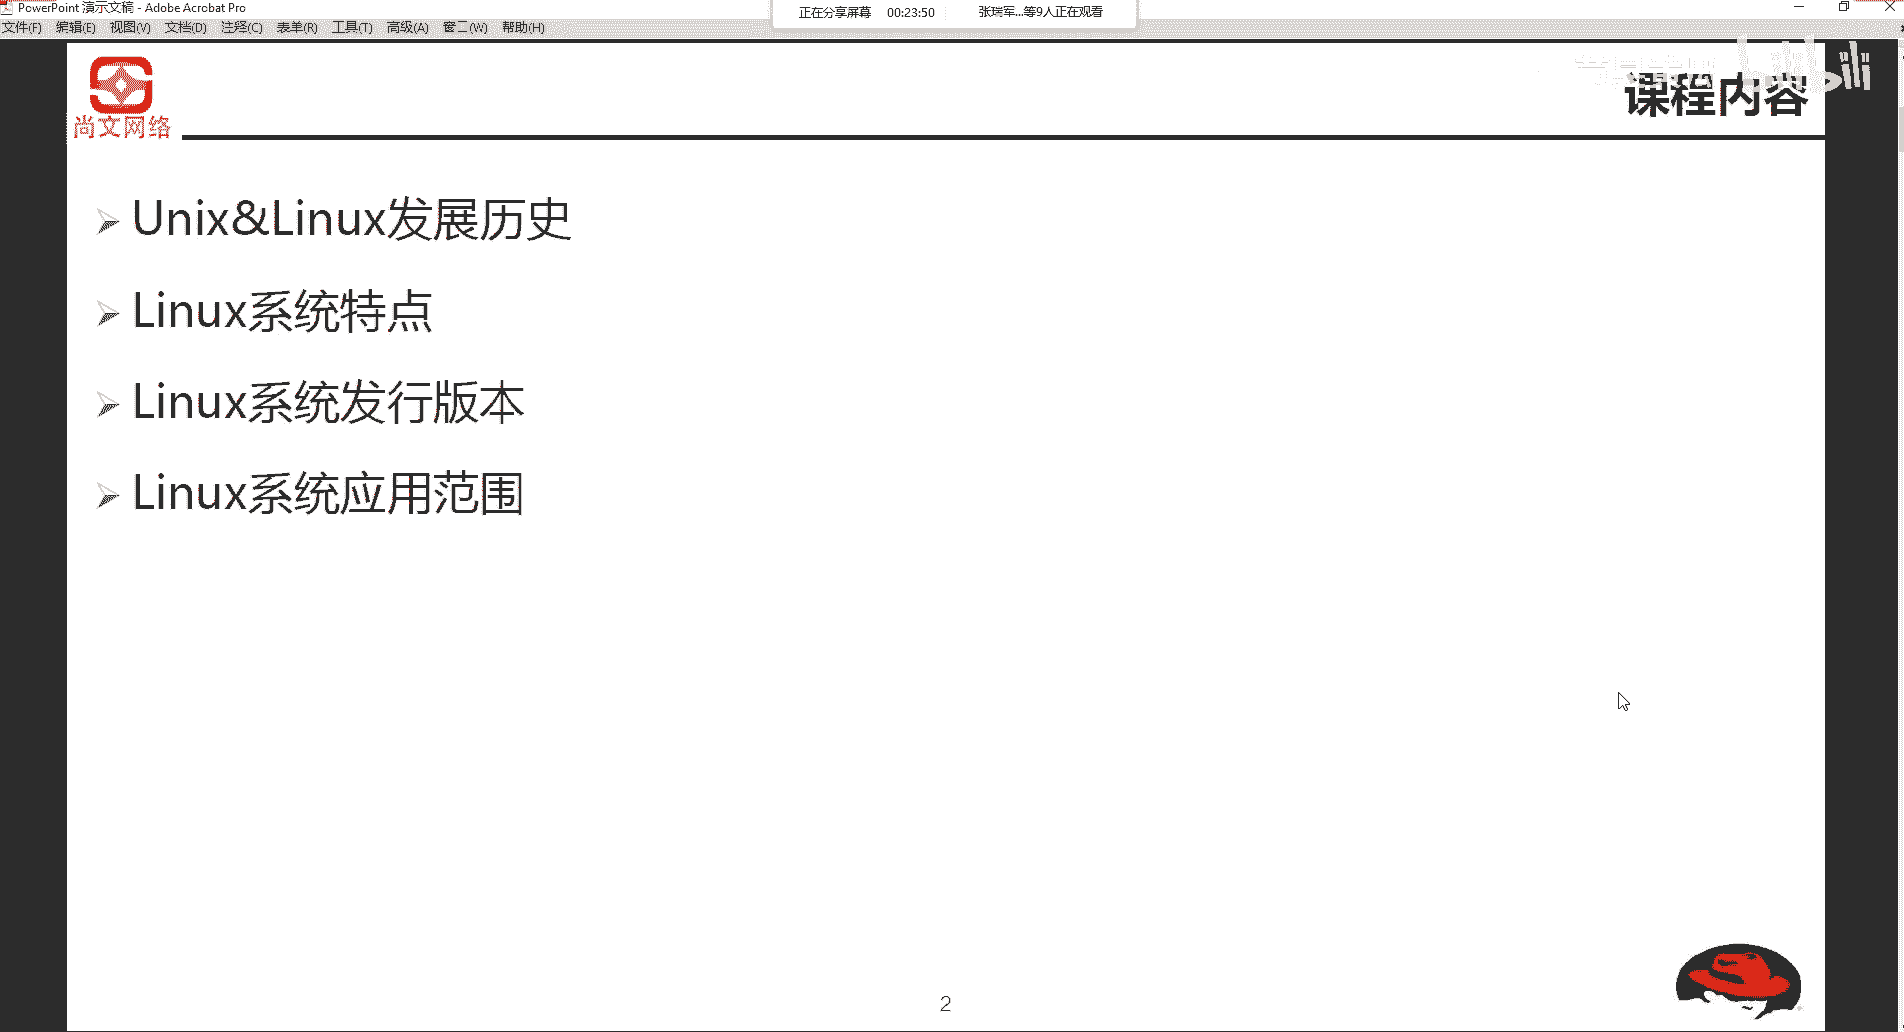 PowerPoint 演示文稿 - Adobe Acrobat Pro
正在分享屏幕 00:23:50 张瑞军...等9人正在观看
文件(F) 编辑(E) 视图(V) 文档(D) 注释(C) 表单(R) 工具(T) 高级(A) 窗口(W) 帮助(H)
bilibili
课程内容
尚文网络
Unix&Linux发展历史
Linux系统特点
Linux系统发行版本
Linux系统应用范围
2